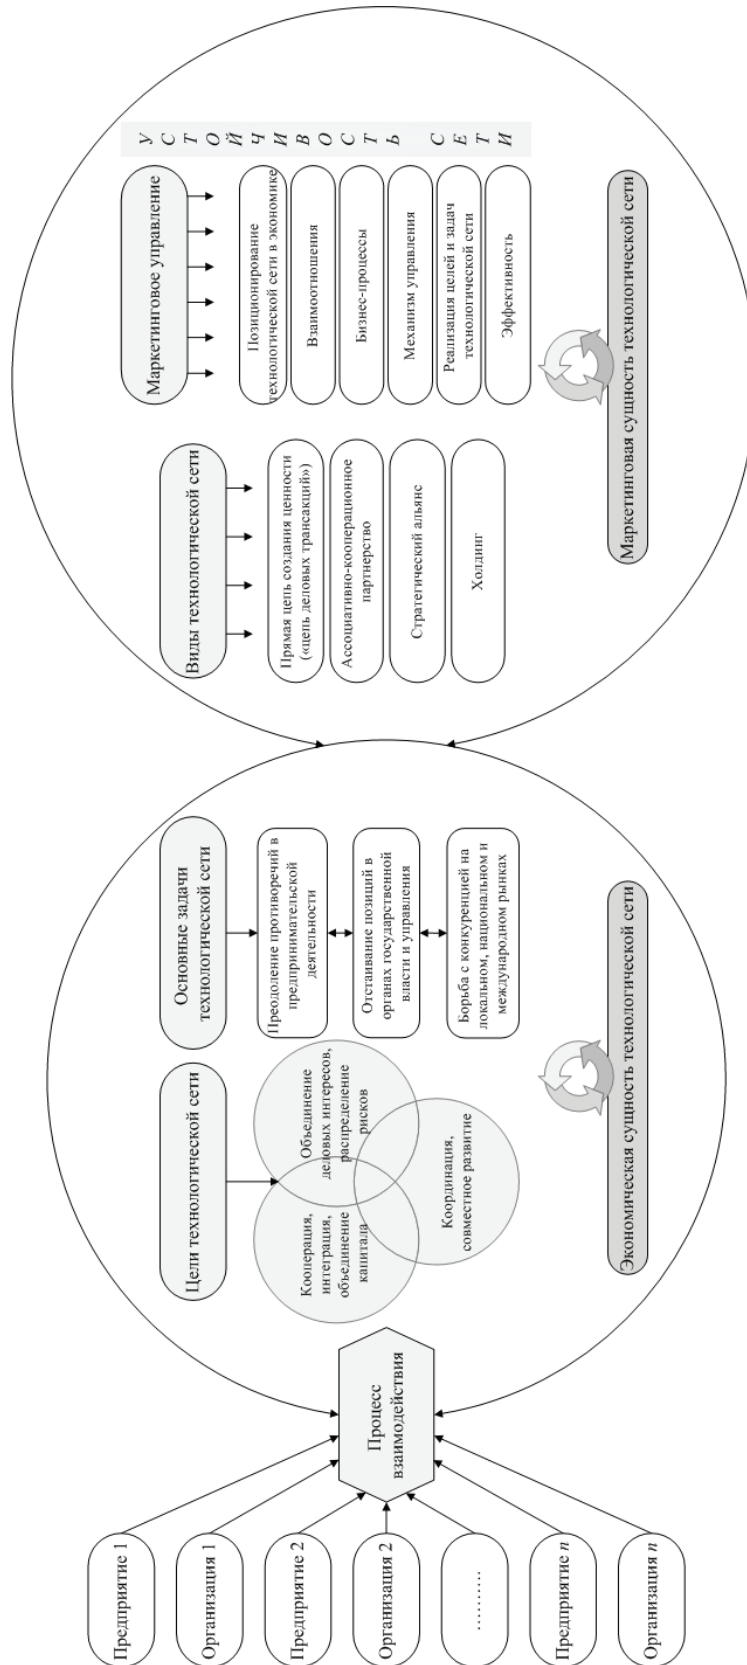 Предприятие 1
Организация 1
Предприятие 2
Организация 2
……….
Предприятие n
Организация n
Процесс
взаимодействия
Цели технологической сети
Кооперация,
интеграция,
объединение
капитала
Объединение
деловых интересов,
распределение
рисков
Координация,
совместное развитие
Основные задачи
технологической сети
Преодоление противоречий в
предпринимательской
деятельности
Отстаивание позиций в
органах государственной
власти и управления
Борьба с конкуренцией на
локальном, национальном и
международном рынках
Экономическая сущность технологической сети
Виды технологической сети
Прямая цепь создания ценности
(«цепь деловых трансакций»)
Ассоциативно-кооперационное
партнерство
Стратегический альянс
Холдинг
Маркетинговое управление
Позиционирование
технологической сети в экономике
Взаимоотношения
Бизнес-процессы
Механизм управления
Реализация целей и задач
технологической сети
Эффективность
У С Т О Й Ч И В О С Т Ь С Е Т И
Маркетинговая сущность технологической сети